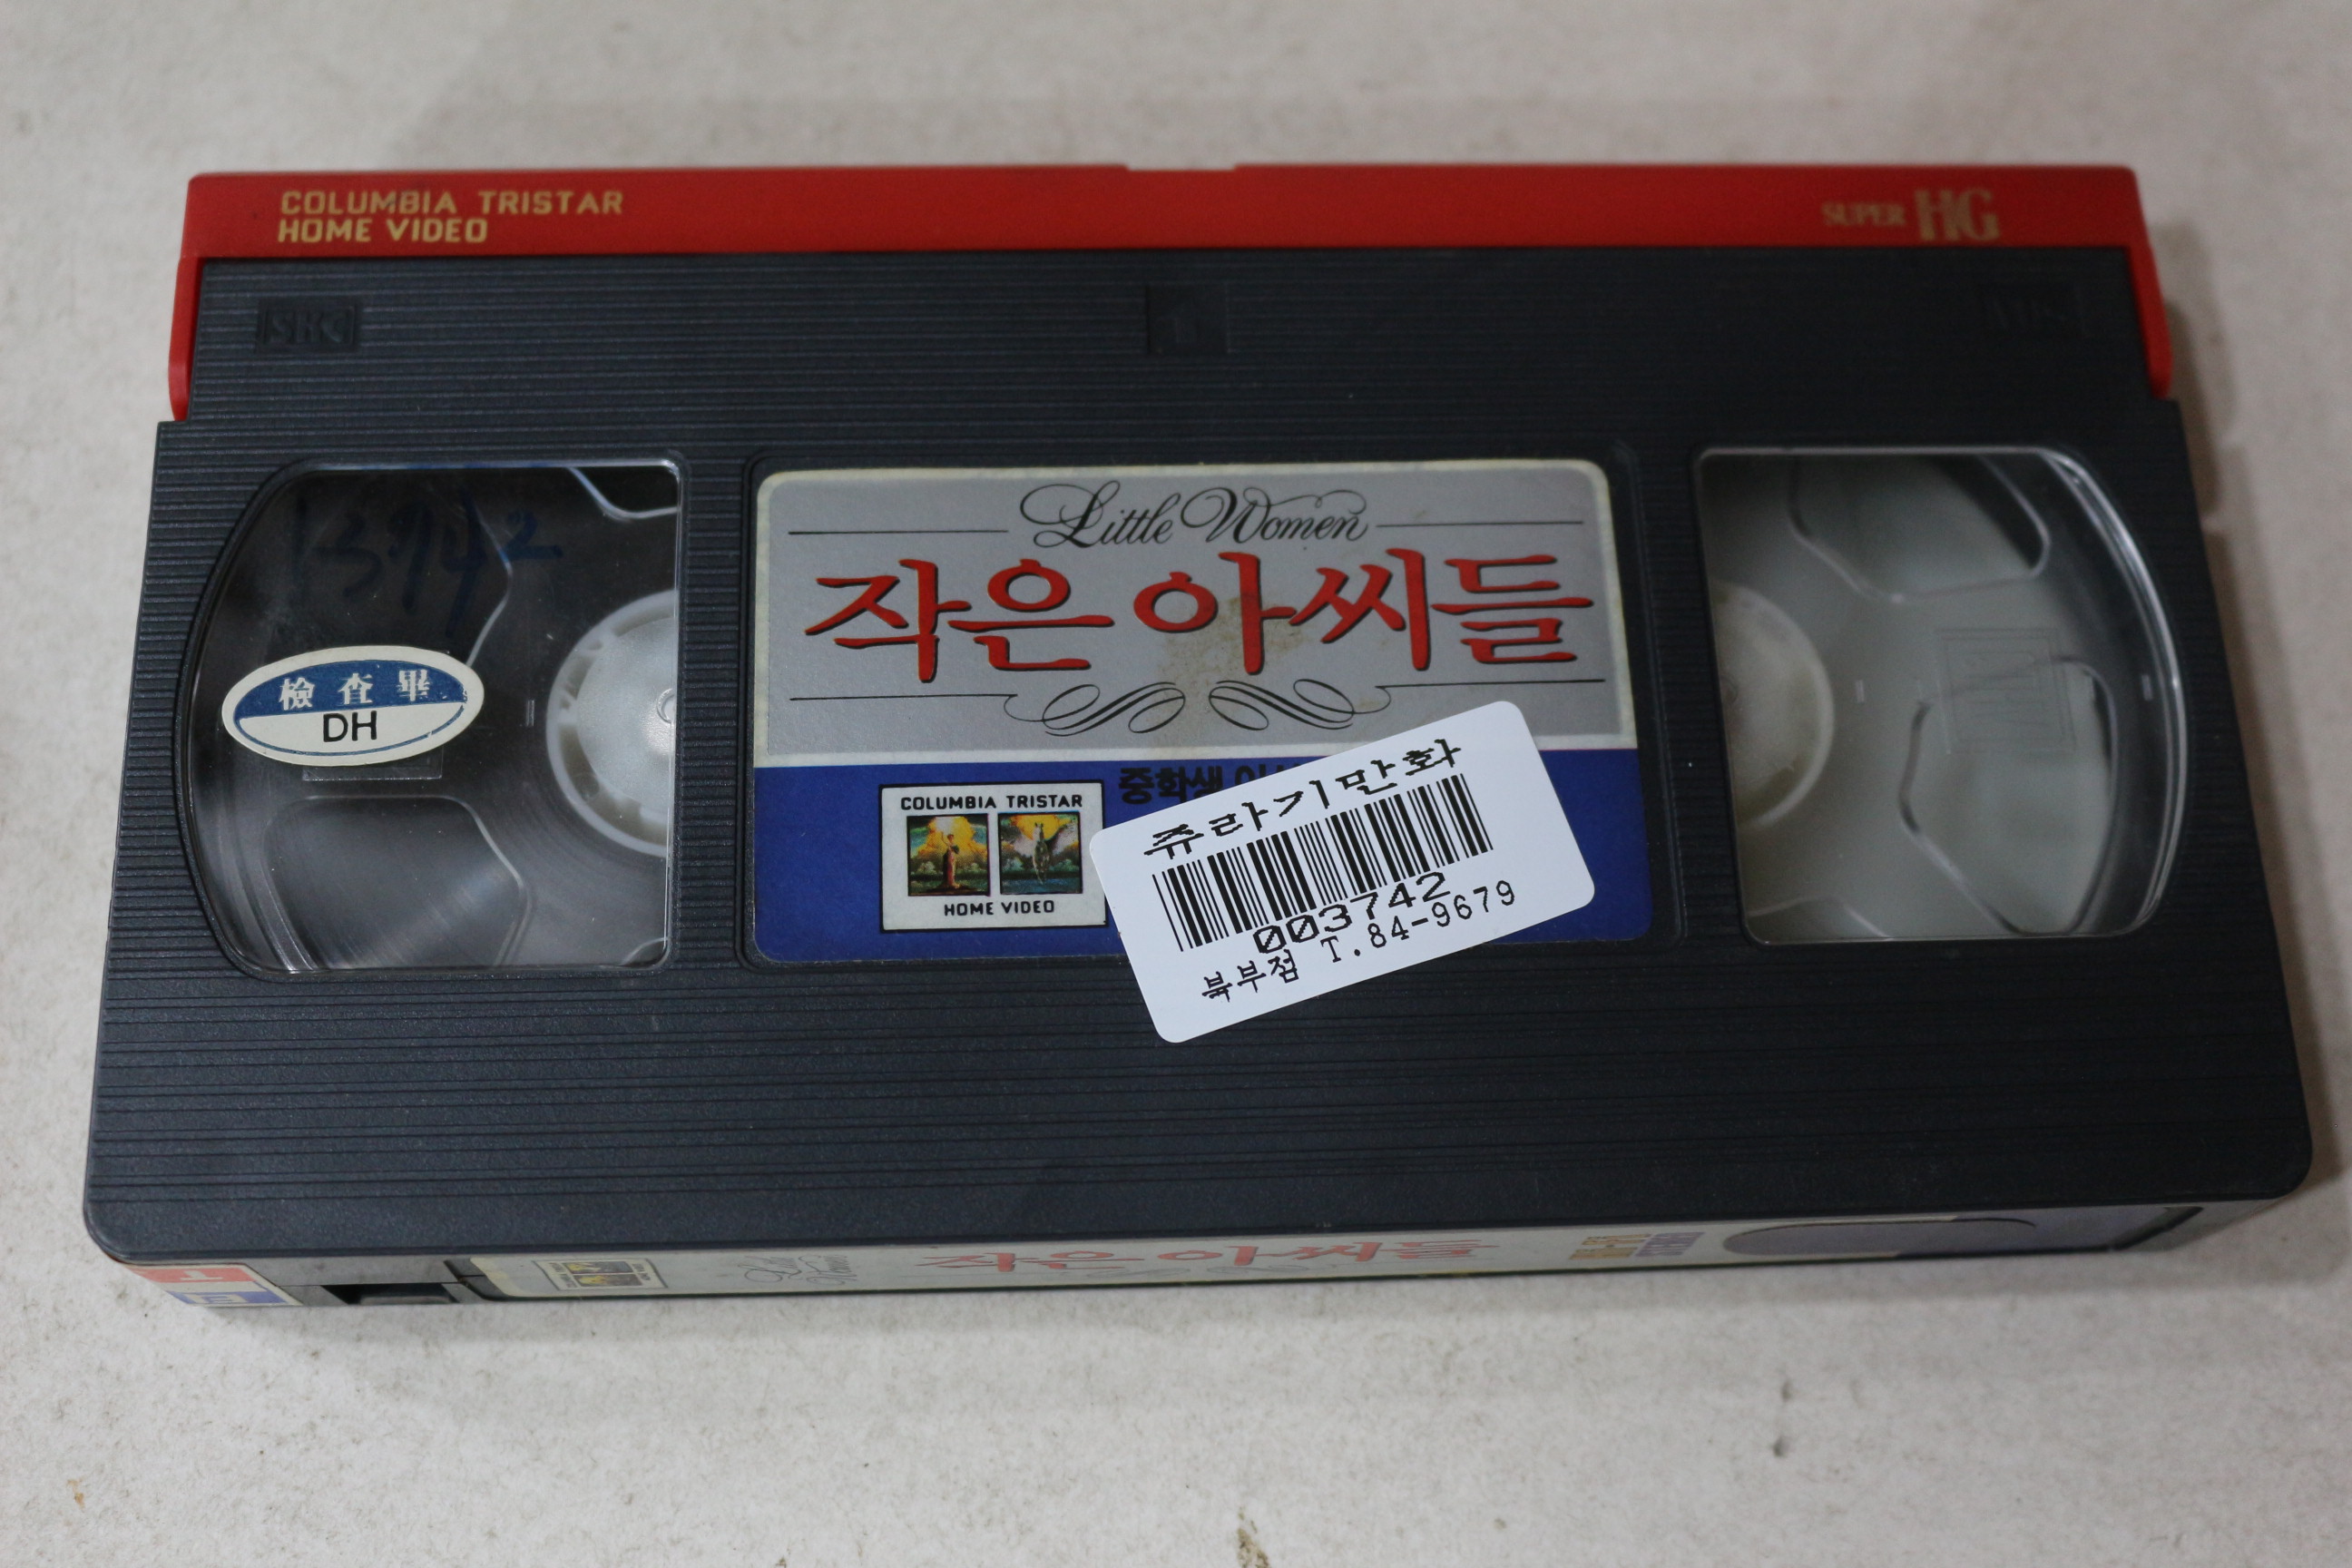 COLUMBIA TRISTAR
HOME VIDEO
SUPER HG
SKC
檢査畢
DH
Little Women
작은 아씨들
COLUMBIA TRISTAR
HOME VIDEO
쥬라기만화
003742
북부점 T.84-9679
작은 아씨들